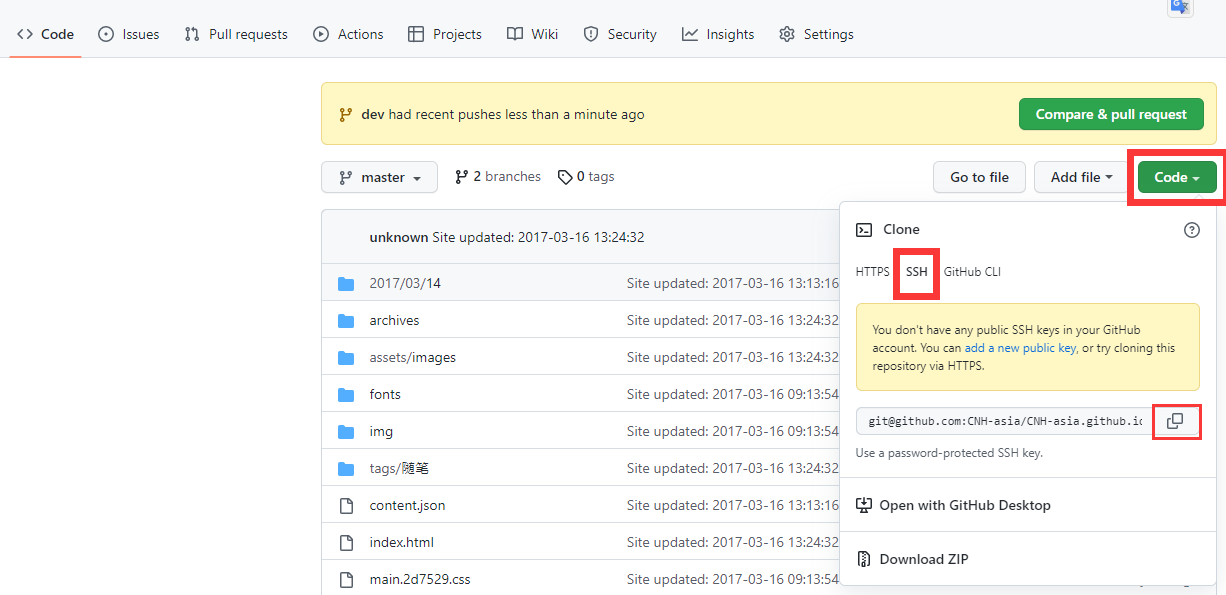 Code Issues Pull requests Actions Projects Wiki Security Insights Settings
dev had recent pushes less than a minute ago Compare & pull request
master 2 branches 0 tags Go to file Add file Code
unknown Site updated: 2017-03-16 13:24:32
2017/03/14 Site updated: 2017-03-16 13:13:16
archives Site updated: 2017-03-16 13:24:32
assets/images Site updated: 2017-03-16 13:24:32
fonts Site updated: 2017-03-16 09:13:54
img Site updated: 2017-03-16 09:13:54
tags/随笔 Site updated: 2017-03-16 13:24:32
content.json Site updated: 2017-03-16 13:13:16
index.html Site updated: 2017-03-16 13:24:32
main.2d7529.css Site updated: 2017-03-16 09:13:54
Clone
HTTPS SSH GitHub CLI
You don't have any public SSH keys in your GitHub
account. You can add a new public key, or try cloning this
repository via HTTPS.
git@github.com:CNH-asia/CNH-asia.github.io
Use a password-protected SSH key.
Open with GitHub Desktop
Download ZIP